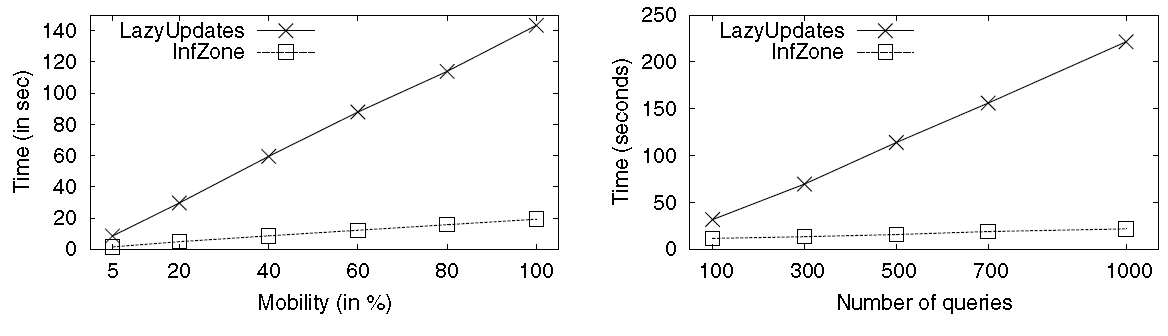 LazyUpdates
InfZone
Time (in sec)
140
120
100
80
60
40
20
0
5 20 40 60 80 100
Mobility (in %)
LazyUpdates
InfZone
Time (seconds)
250
200
150
100
50
0
100 300 500 700 1000
Number of queries